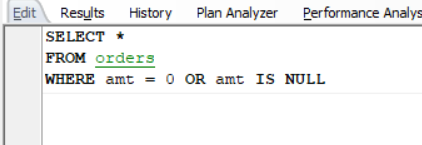 Edit Results History Plan Analyzer Performance Analys
SELECT *
FROM orders
WHERE amt = 0 OR amt IS NULL